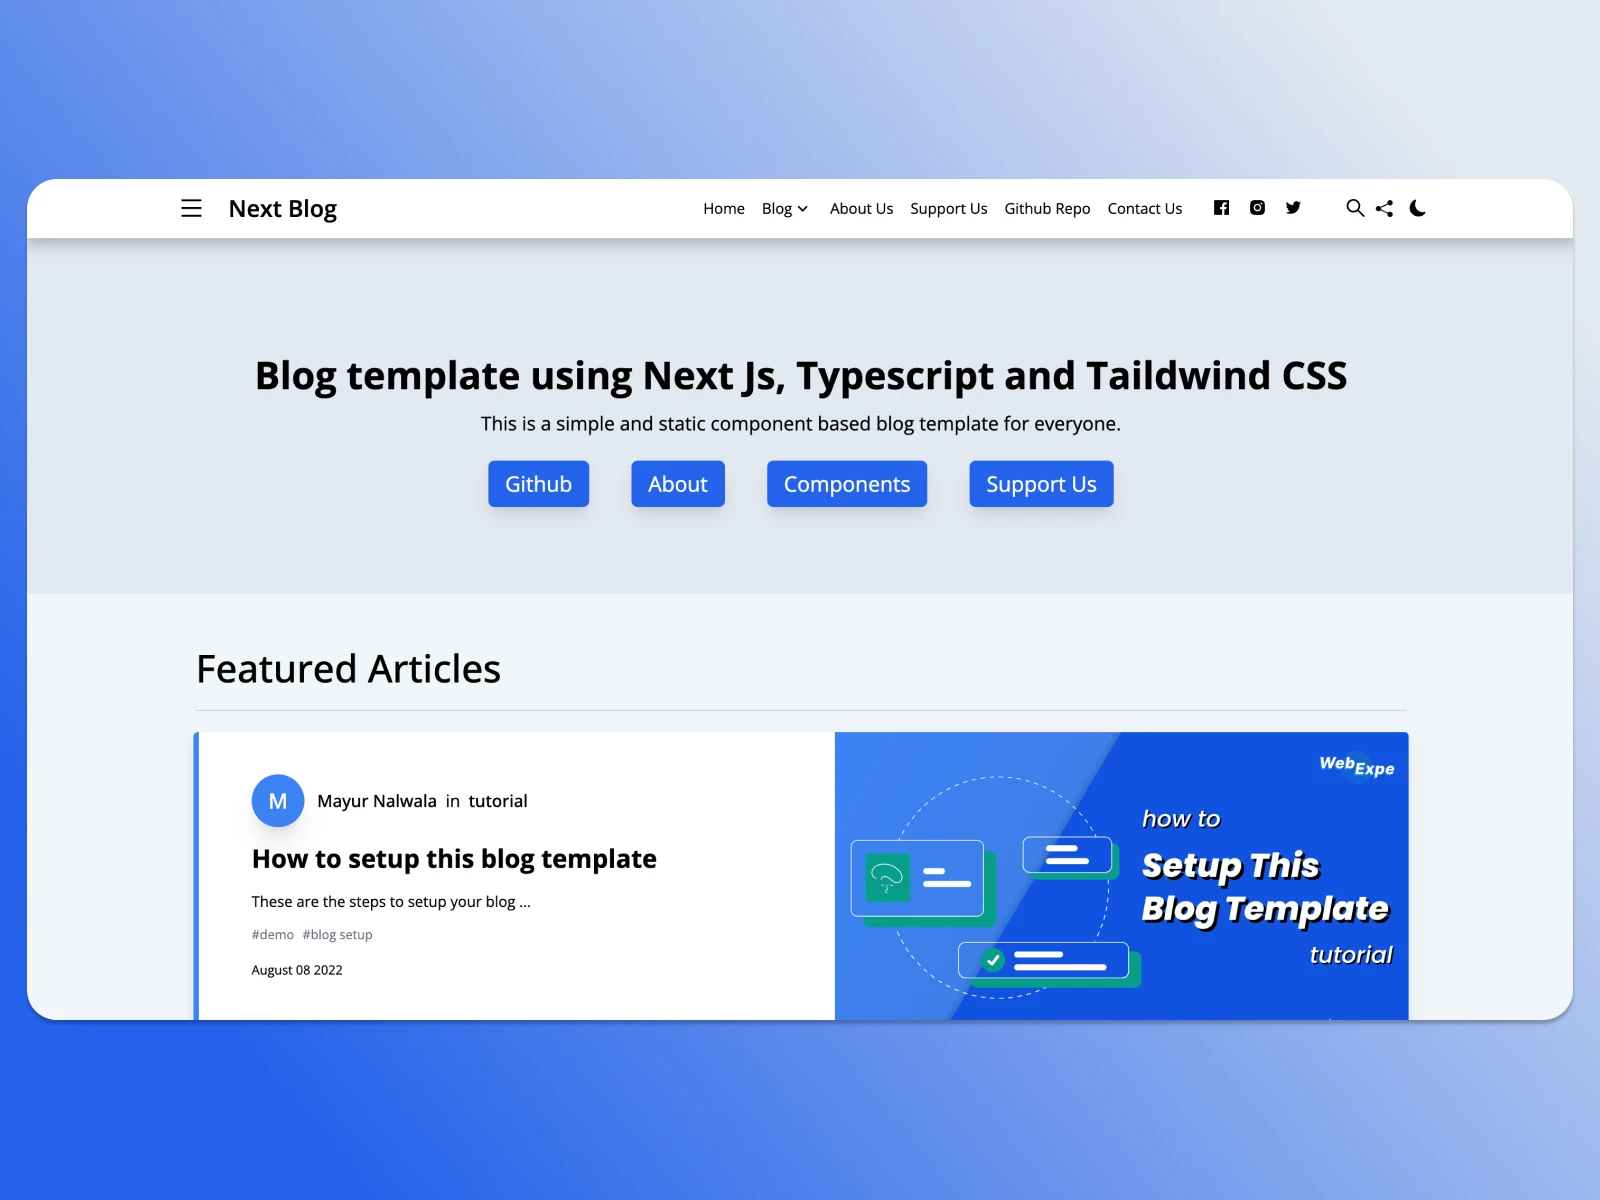 Next Blog
Home Blog About Us Support Us Github Repo Contact Us
Blog template using Next Js, Typescript and Taildwind CSS
This is a simple and static component based blog template for everyone.
Github About Components Support Us
Featured Articles
M
Mayur Nalwala in tutorial
How to setup this blog template
These are the steps to setup your blog ...
#demo #blog setup
August 08 2022
WebExpe
how to
Setup This
Blog Template
tutorial